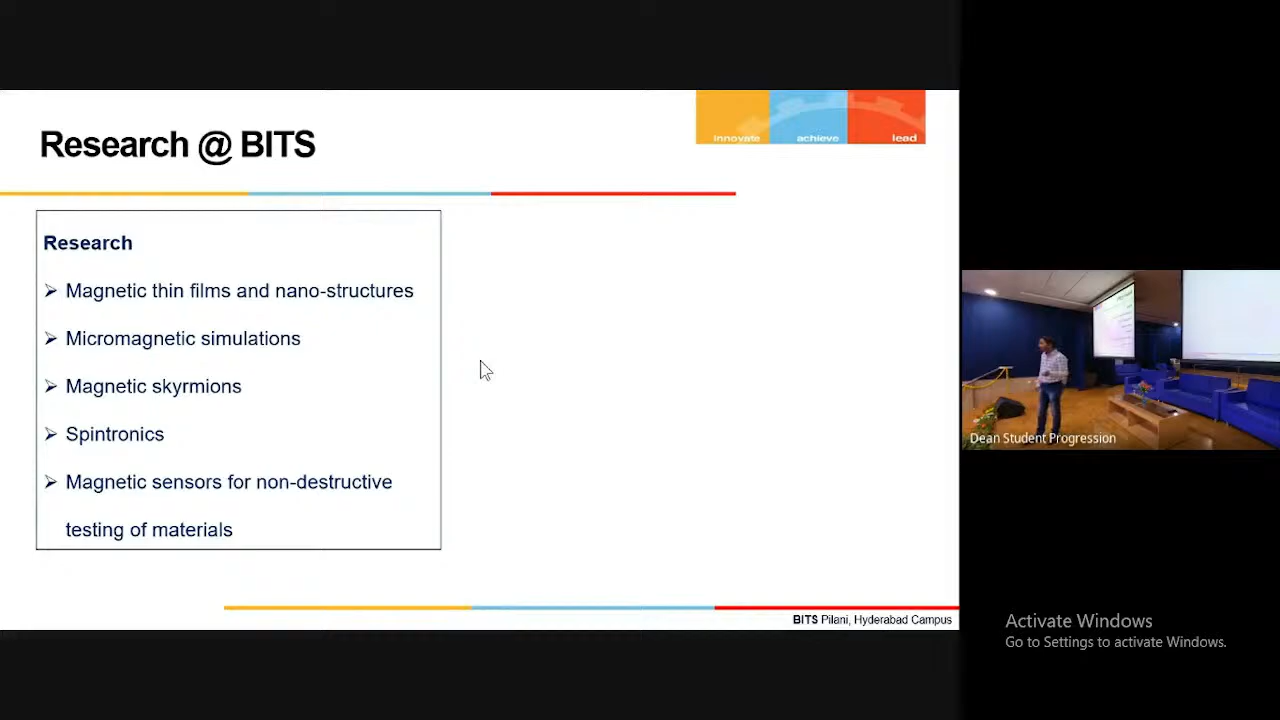 Research @ BITS
innovate achieve lead
Research
➢ Magnetic thin films and nano-structures
➢ Micromagnetic simulations
➢ Magnetic skyrmions
➢ Spintronics
➢ Magnetic sensors for non-destructive
testing of materials
BITS Pilani, Hyderabad Campus
Dean Student Progression
Activate Windows
Go to Settings to activate Windows.